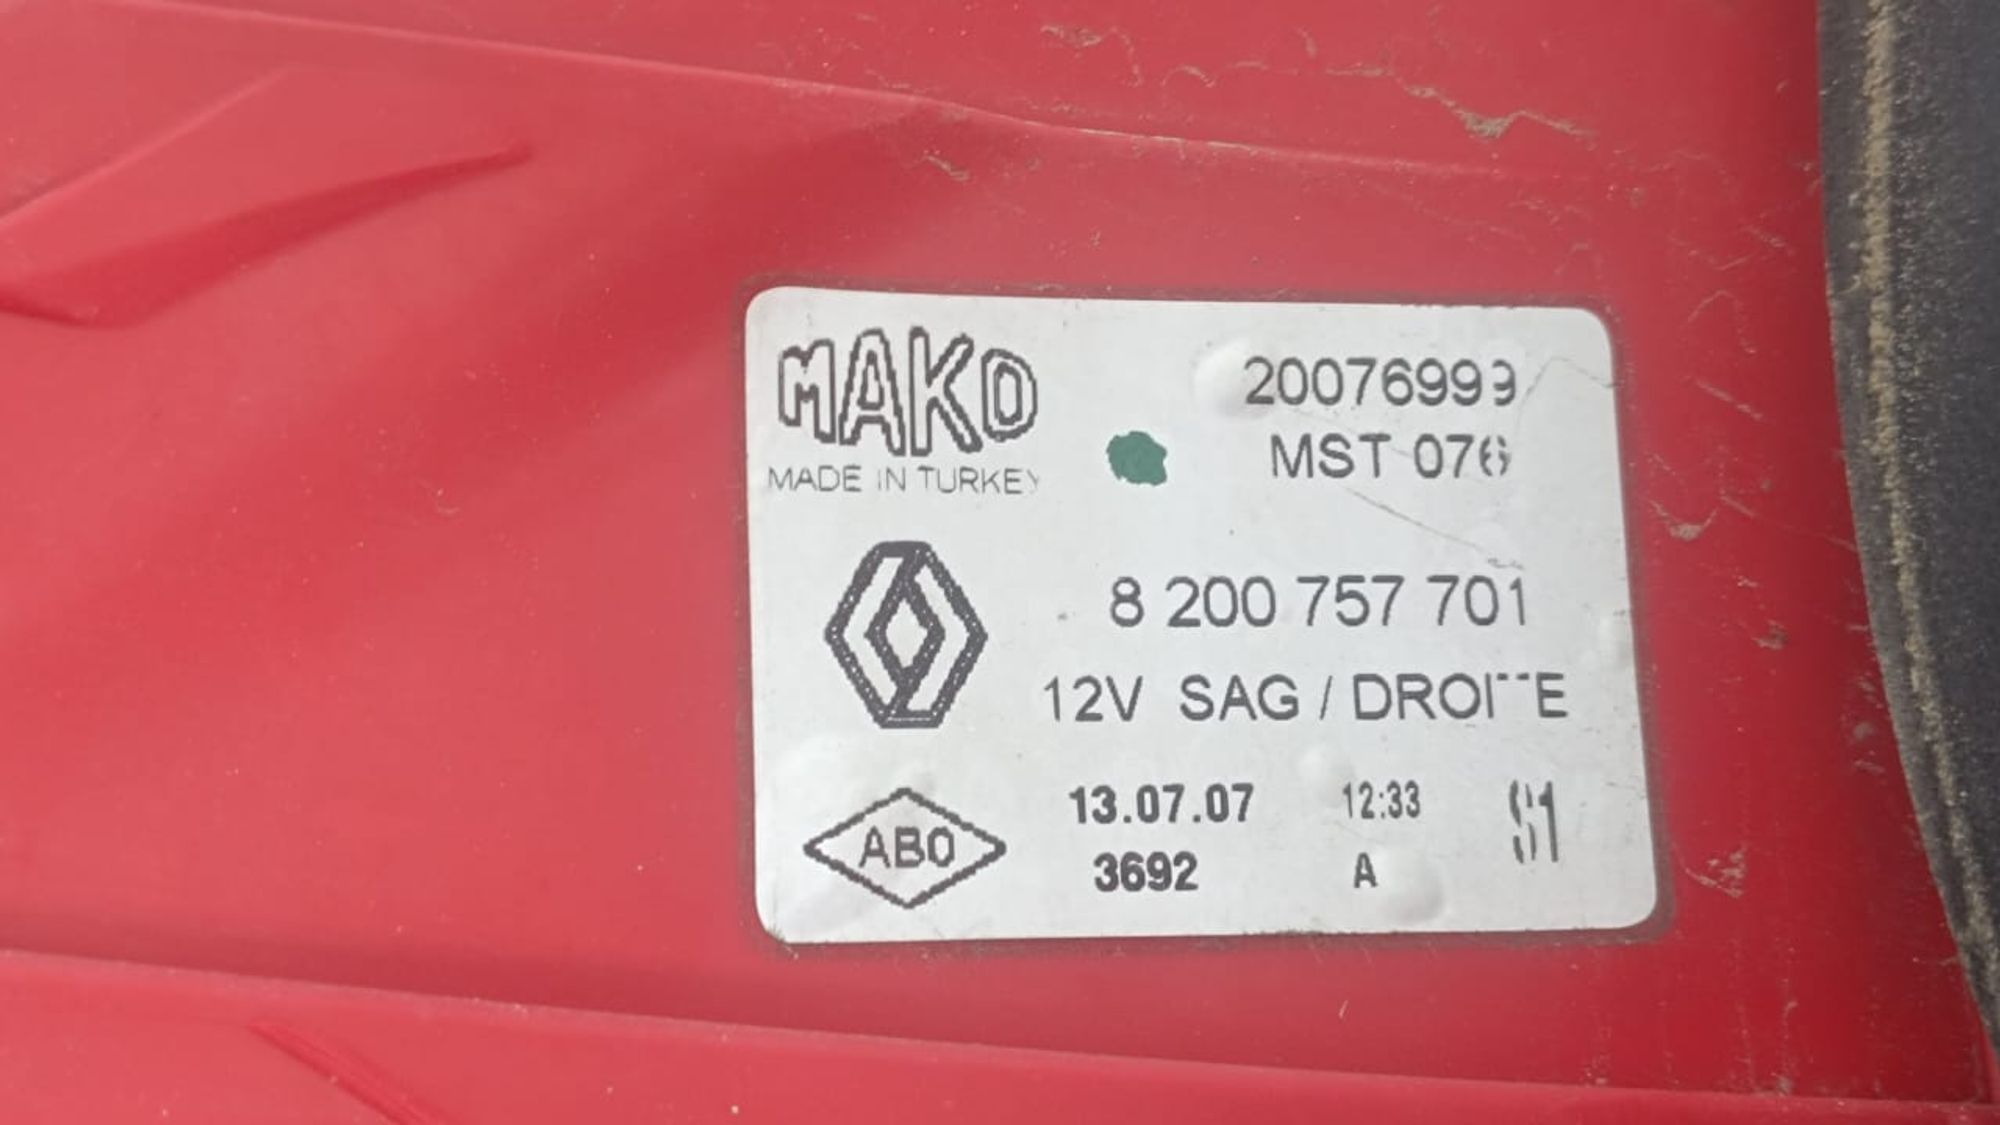 MAKO
20076999
MADE IN TURKEY
MST 076
8 200 757 701
12V SAG / DROITE
ABO
13.07.07 12:33 S1
3692 A